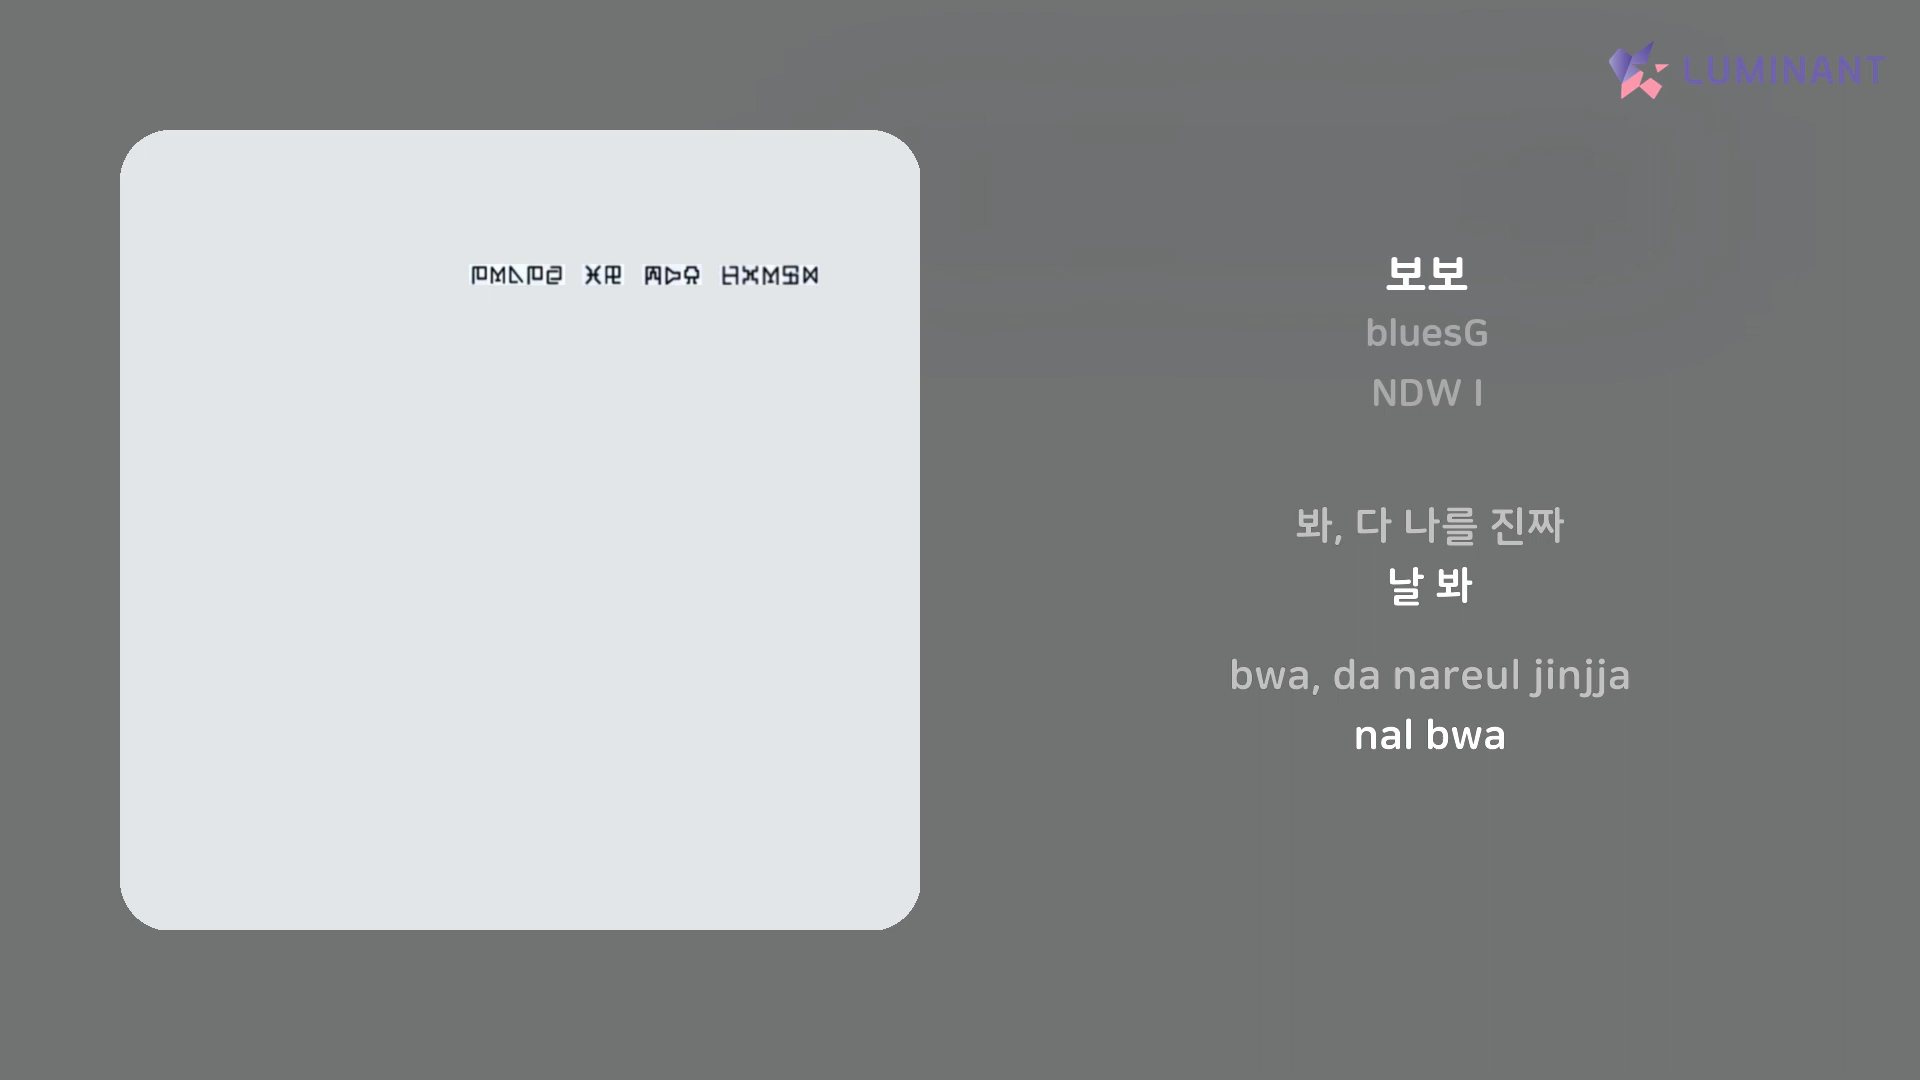 LUMINANT
보보
bluesG
NDW I
봐, 다 나를 진짜
날 봐
bwa, da nareul jinjja
nal bwa